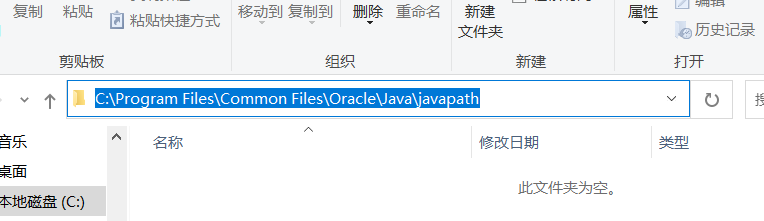 复制 粘贴 移动到 复制到 删除 重命名 新建 属性 编辑
粘贴快捷方式 文件夹 历史记录
剪贴板 组织 新建 打开
C:\Program Files\Common Files\Oracle\Java\javapath
音乐 名称 修改日期 类型
桌面 此文件夹为空。
本地磁盘 (C:)